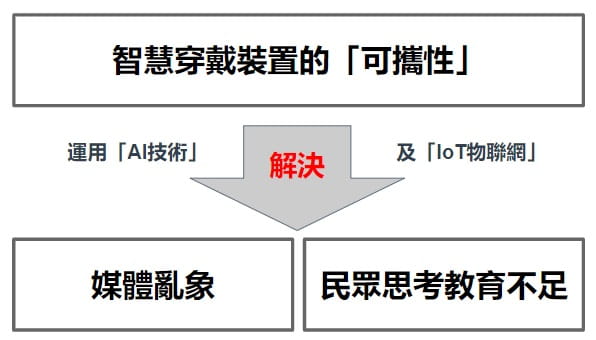 智慧穿戴裝置的「可攜性」
運用「AI技術」
解決
及「IoT物聯網」
媒體亂象
民眾思考教育不足